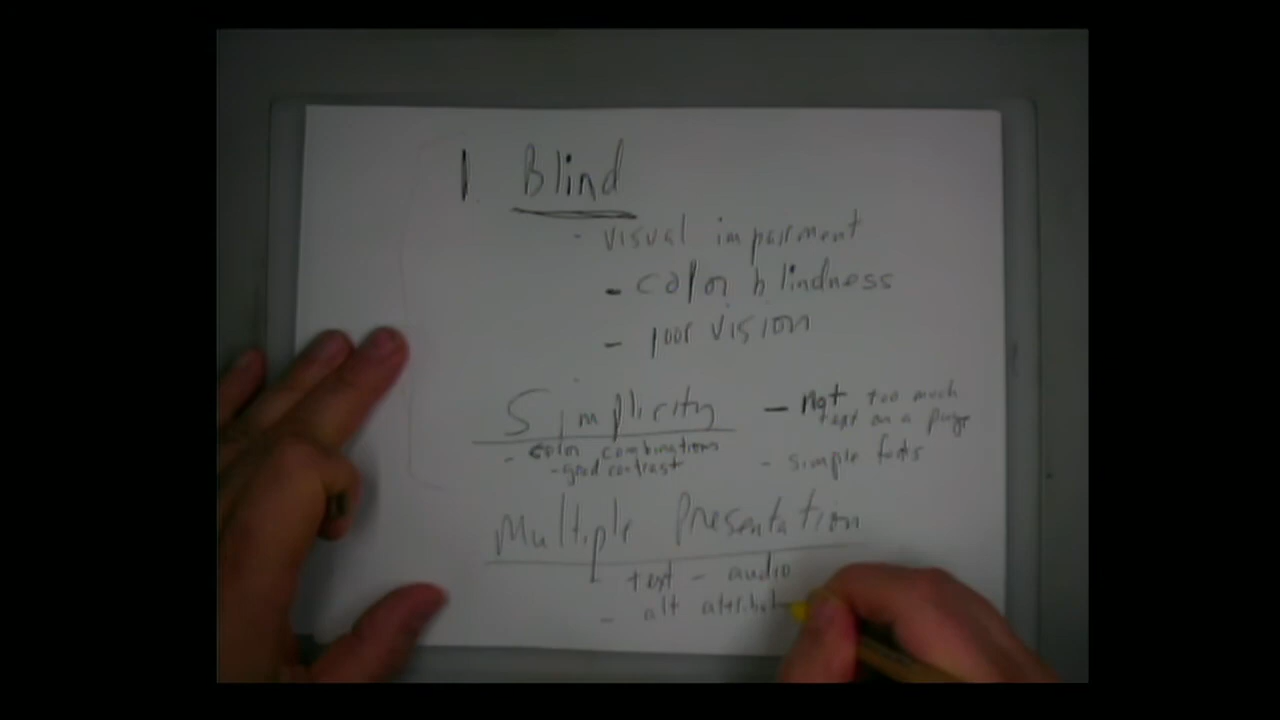 1 Blind
- visual impairment
- color blindness
- poor vision
Simplicity
- color combinations
- good contrast
- Not too much
text on a page
- simple fonts
Multiple Presentation
- text - audio
- alt attribut